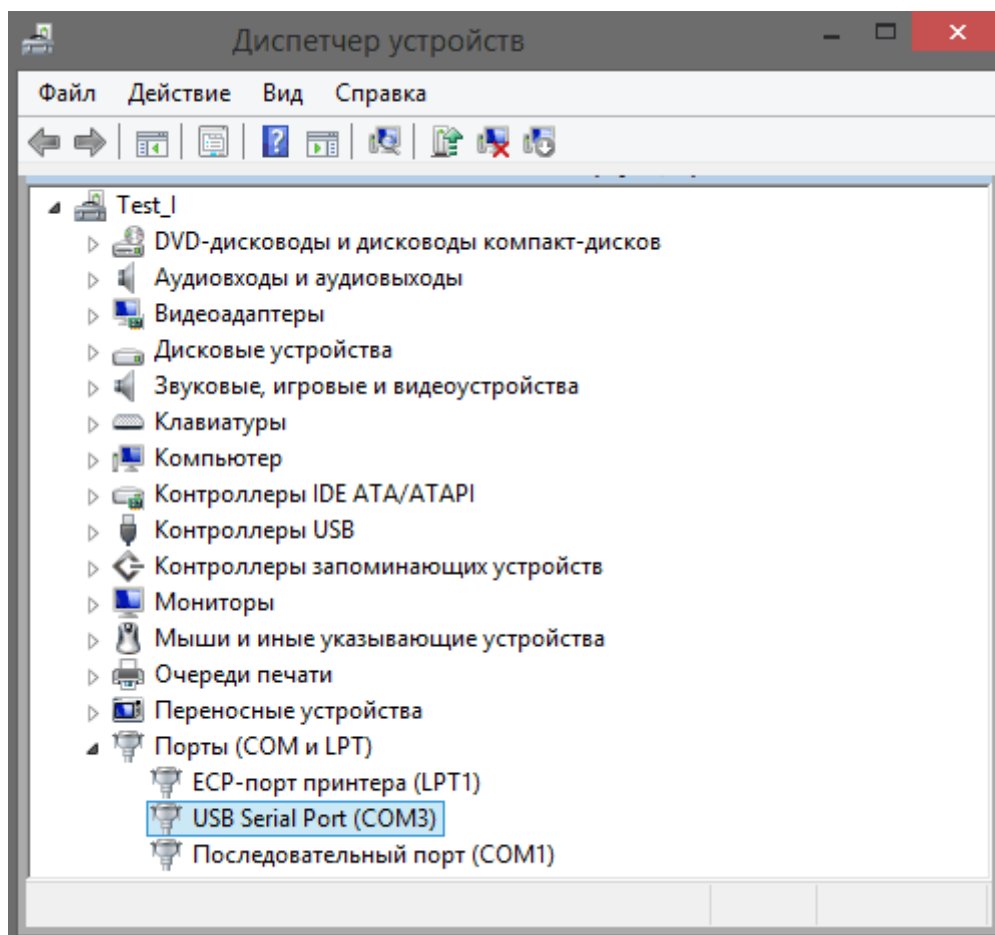 Диспетчер устройств
Файл Действие Вид Справка
Test_I
DVD-дисководы и дисководы компакт-дисков
Аудиовходы и аудиовыходы
Видеоадаптеры
Дисковые устройства
Звуковые, игровые и видеоустройства
Клавиатуры
Компьютер
Контроллеры IDE ATA/ATAPI
Контроллеры USB
Контроллеры запоминающих устройств
Мониторы
Мыши и иные указывающие устройства
Очереди печати
Переносные устройства
Порты (COM и LPT)
ECP-порт принтера (LPT1)
USB Serial Port (COM3)
Последовательный порт (COM1)